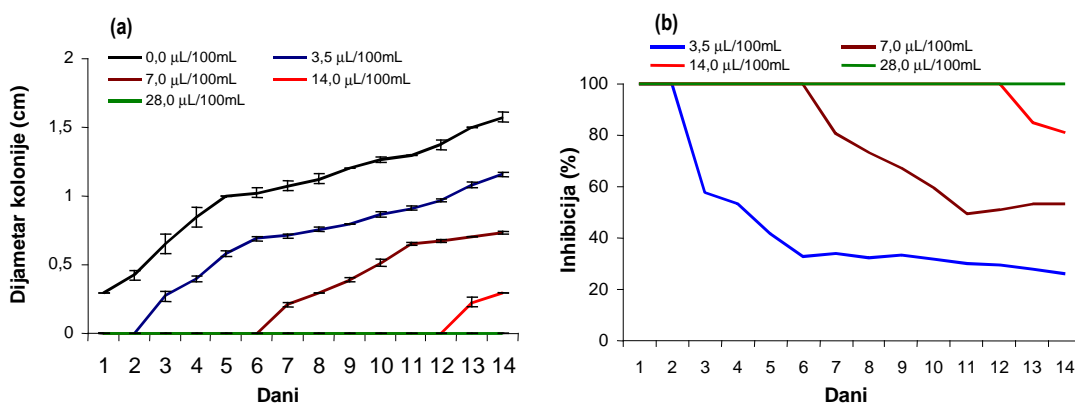 (a)
0,0 µL/100mL 3,5 µL/100mL
7,0 µL/100mL 14,0 µL/100mL
28,0 µL/100mL
Dijametar kolonije (cm)
2
1,5
1
0,5
0
1 2 3 4 5 6 7 8 9 10 11 12 13 14
Dani
(b)
3,5 µL/100mL 7,0 µL/100mL
14,0 µL/100mL 28,0 µL/100mL
Inhibicija (%)
100
80
60
40
20
0
1 2 3 4 5 6 7 8 9 10 11 12 13 14
Dani